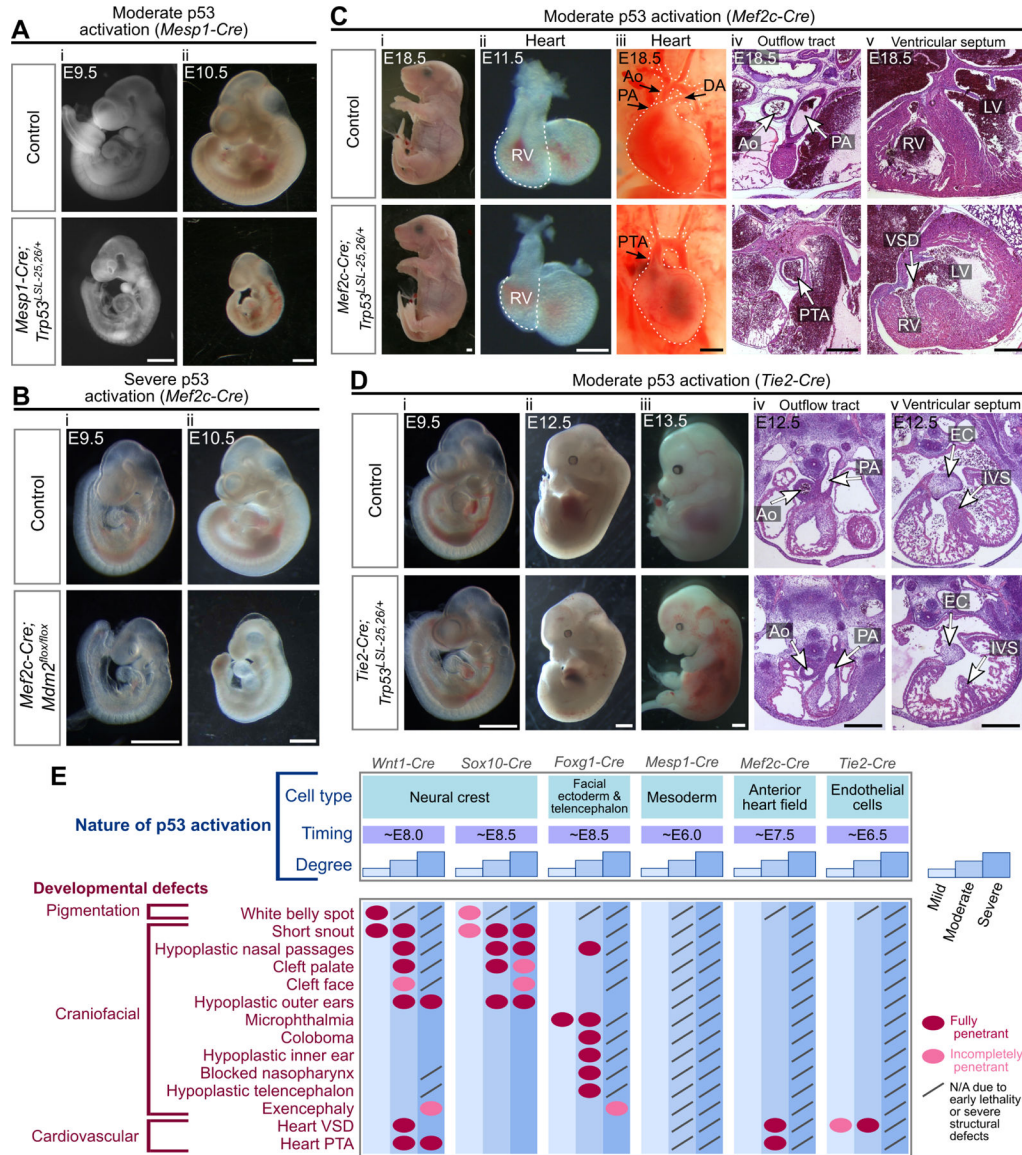 A
Moderate p53
activation (Mesp1-Cre)
i
ii
E9.5
E10.5
Control
Mesp1-Cre;
Trp53LSL-25,26/+
B
Severe p53
activation (Mef2c-Cre)
i
ii
E9.5
E10.5
Control
Mef2c-Cre;
Mdm2flox/flox
C
Moderate p53 activation (Mef2c-Cre)
i
ii Heart
iii Heart
iv Outflow tract
v Ventricular septum
E18.5
E11.5
E18.5
E18.5
E18.5
Control
RV
Ao
PA
DA
Ao
PA
RV
LV
Mef2c-Cre;
Trp53LSL-25,26/+
RV
PTA
PTA
VSD
LV
RV
D
Moderate p53 activation (Tie2-Cre)
i
ii
iii
iv Outflow tract
v Ventricular septum
E9.5
E12.5
E13.5
E12.5
E12.5
Control
PA
Ao
EC
IVS
Tie2-Cre;
Trp53LSL-25,26/+
Ao
PA
EC
IVS
E
Wnt1-Cre Sox10-Cre Foxg1-Cre Mesp1-Cre Mef2c-Cre Tie2-Cre
Nature of p53 activation
Cell type
Neural crest
Facial
ectoderm &
telencephalon
Mesoderm
Anterior
heart field
Endothelial
cells
Timing
~E8.0 ~E8.5 ~E8.5 ~E6.0 ~E7.5 ~E6.5
Degree
Mild
Moderate
Severe
Developmental defects
Pigmentation
White belly spot
Craniofacial
Short snout
Hypoplastic nasal passages
Cleft palate
Cleft face
Hypoplastic outer ears
Microphthalmia
Coloboma
Hypoplastic inner ear
Blocked nasopharynx
Hypoplastic telencephalon
Exencephaly
Cardiovascular
Heart VSD
Heart PTA
Fully
penetrant
Incompletely
penetrant
N/A due to
early lethality
or severe
structural
defects